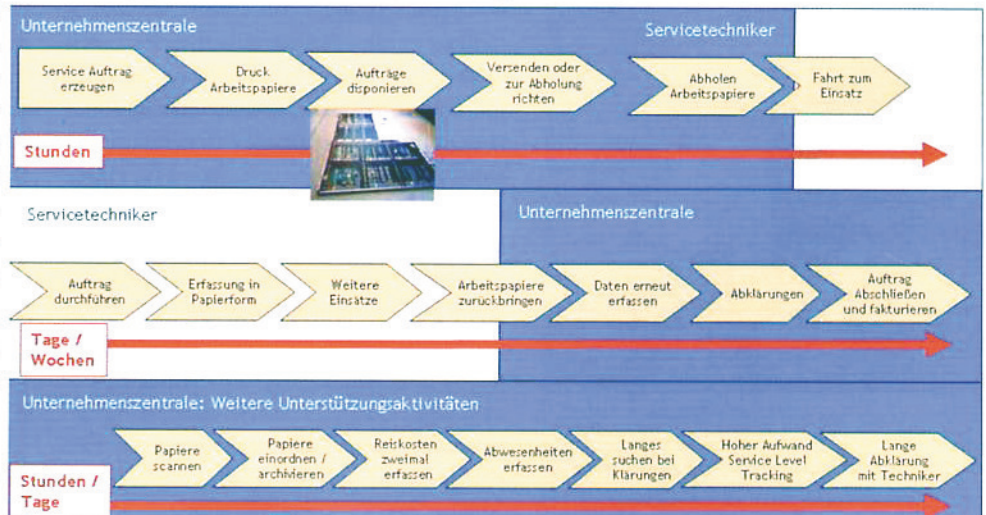 Unternehmenszentrale
Servicetechniker
Service Auftrag
erzeugen
Druck
Arbeitspapiere
Aufträge
disponieren
Versenden oder
zur Abholung
richten
Abholen
Arbeitspapiere
Fahrt zum
Einsatz
Stunden
Servicetechniker
Unternehmenszentrale
Auftrag
durchführen
Erfassung in
Papierform
Weitere
Einsätze
Arbeitspapiere
zurückbringen
Daten erneut
erfassen
Abklärungen
Auftrag
Abschließen
und fakturieren
Tage /
Wochen
Unternehmenszentrale: Weitere Unterstützungsaktivitäten
Papiere
scannen
Papiere
einordnen /
archivieren
Reiskosten
zweimal
erfassen
Abwesenheiten
erfassen
Langes
suchen bei
Klärungen
Hoher Aufwand
Service Level
Tracking
Lange
Abklärung
mit Techniker
Stunden /
Tage